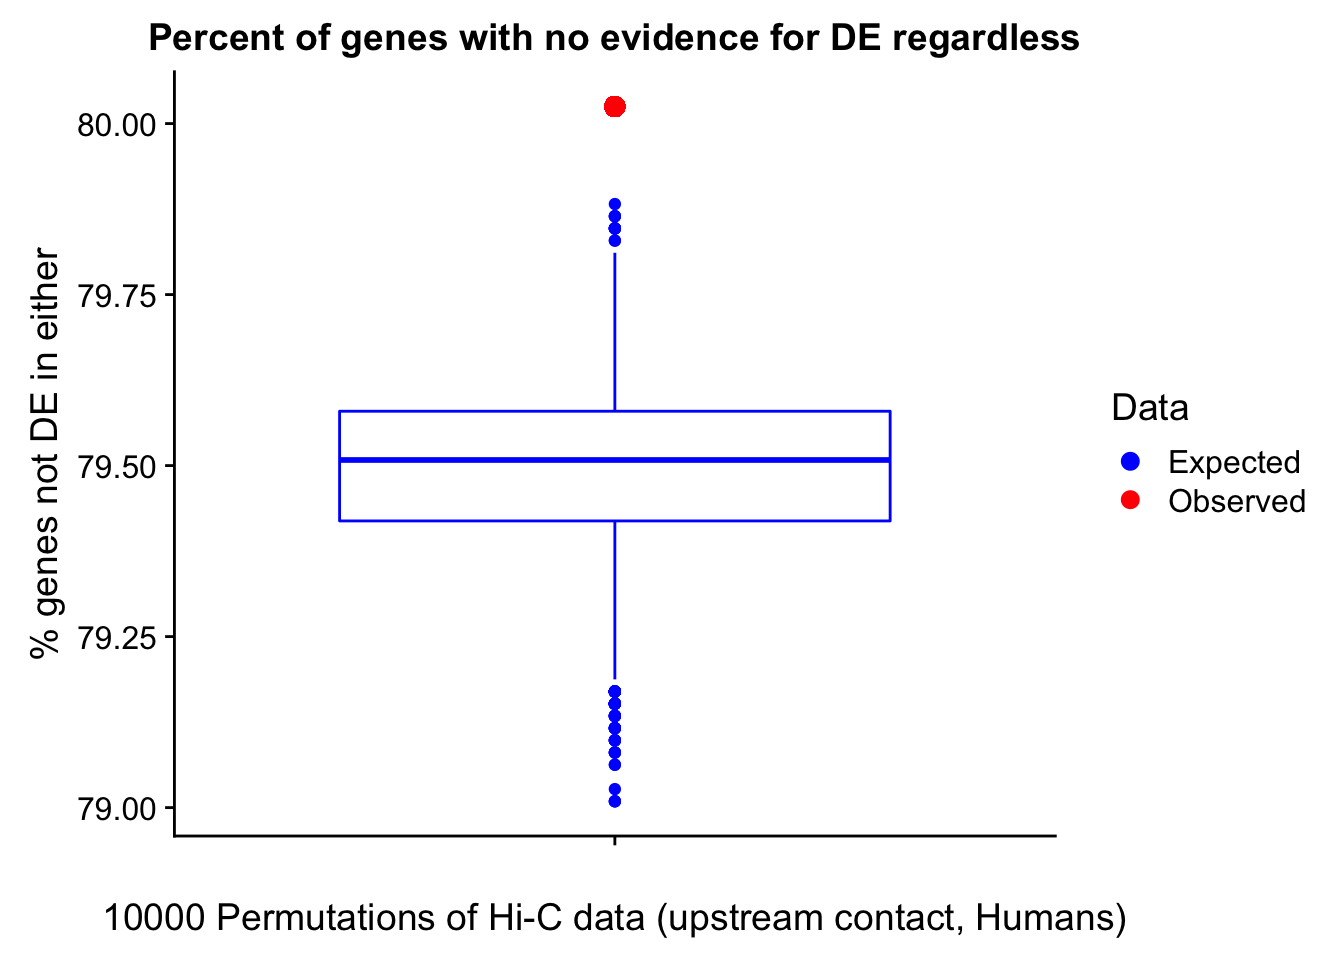 Percent of genes with no evidence for DE regardless
% genes not DE in either
80.00
79.75
79.50
79.25
79.00
10000 Permutations of Hi-C data (upstream contact, Humans)
Data
Expected
Observed